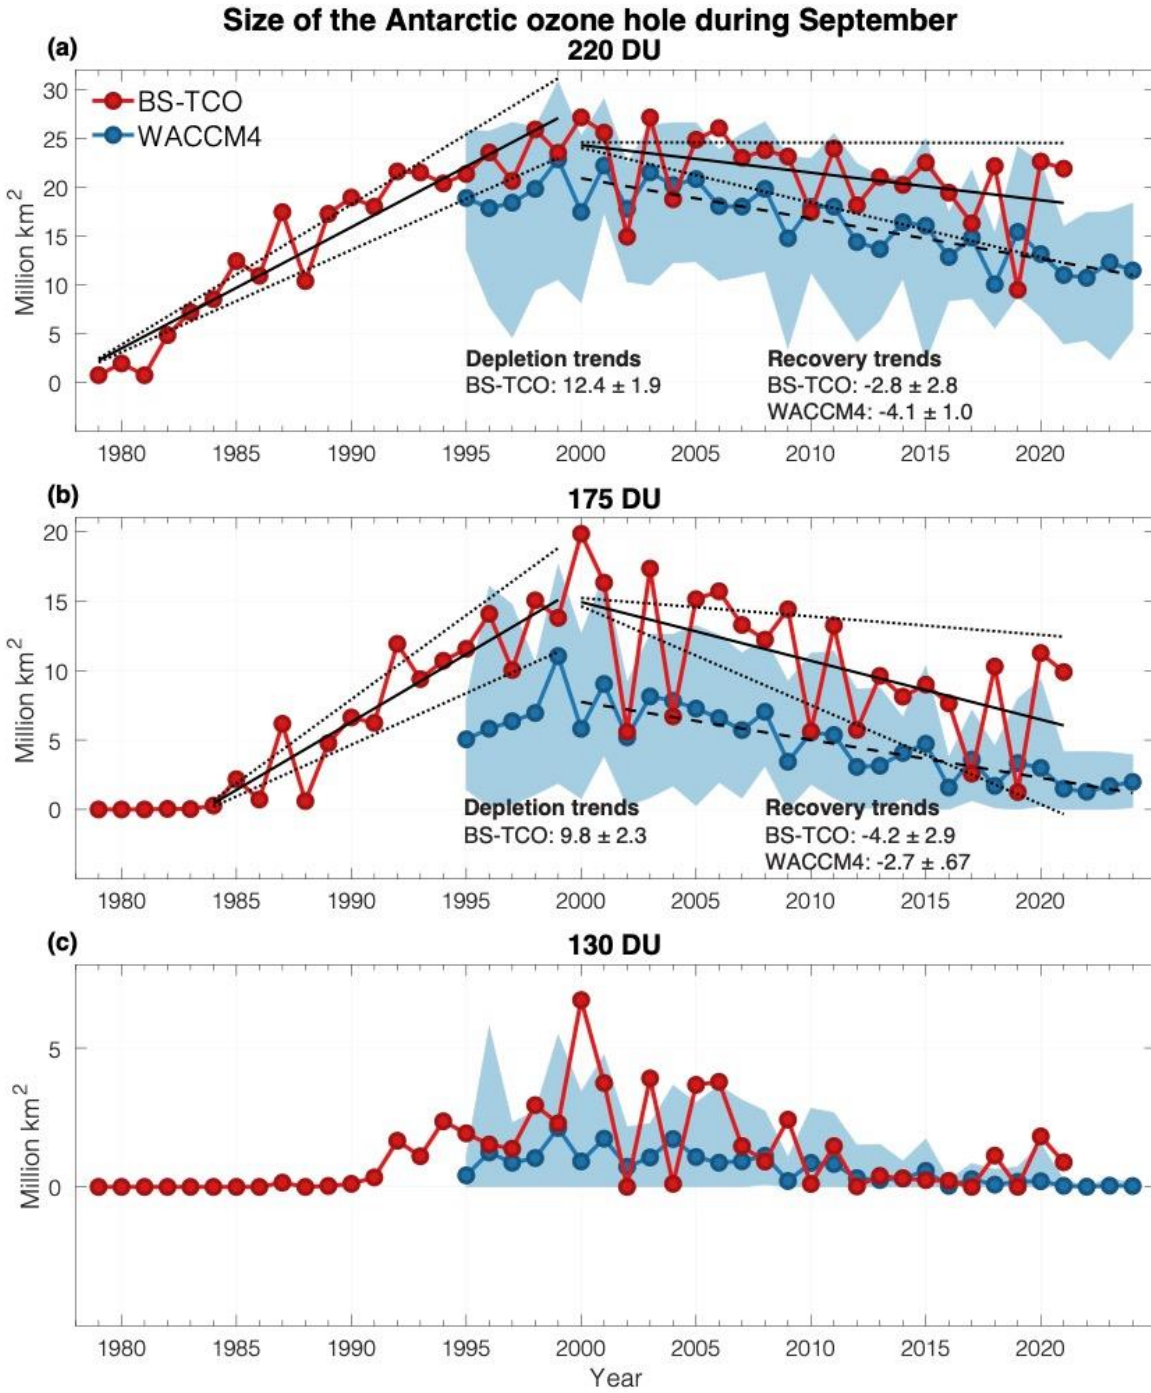 Size of the Antarctic ozone hole during September
(a) 220 DU
30
25
20
15
10
5
0
Million km²
BS-TCO
WACCM4
Depletion trends
BS-TCO: 12.4 ± 1.9
Recovery trends
BS-TCO: -2.8 ± 2.8
WACCM4: -4.1 ± 1.0
1980 1985 1990 1995 2000 2005 2010 2015 2020
(b) 175 DU
20
15
10
5
0
Million km²
Depletion trends
BS-TCO: 9.8 ± 2.3
Recovery trends
BS-TCO: -4.2 ± 2.9
WACCM4: -2.7 ± .67
1980 1985 1990 1995 2000 2005 2010 2015 2020
(c) 130 DU
5
0
Million km²
1980 1985 1990 1995 2000 2005 2010 2015 2020
Year